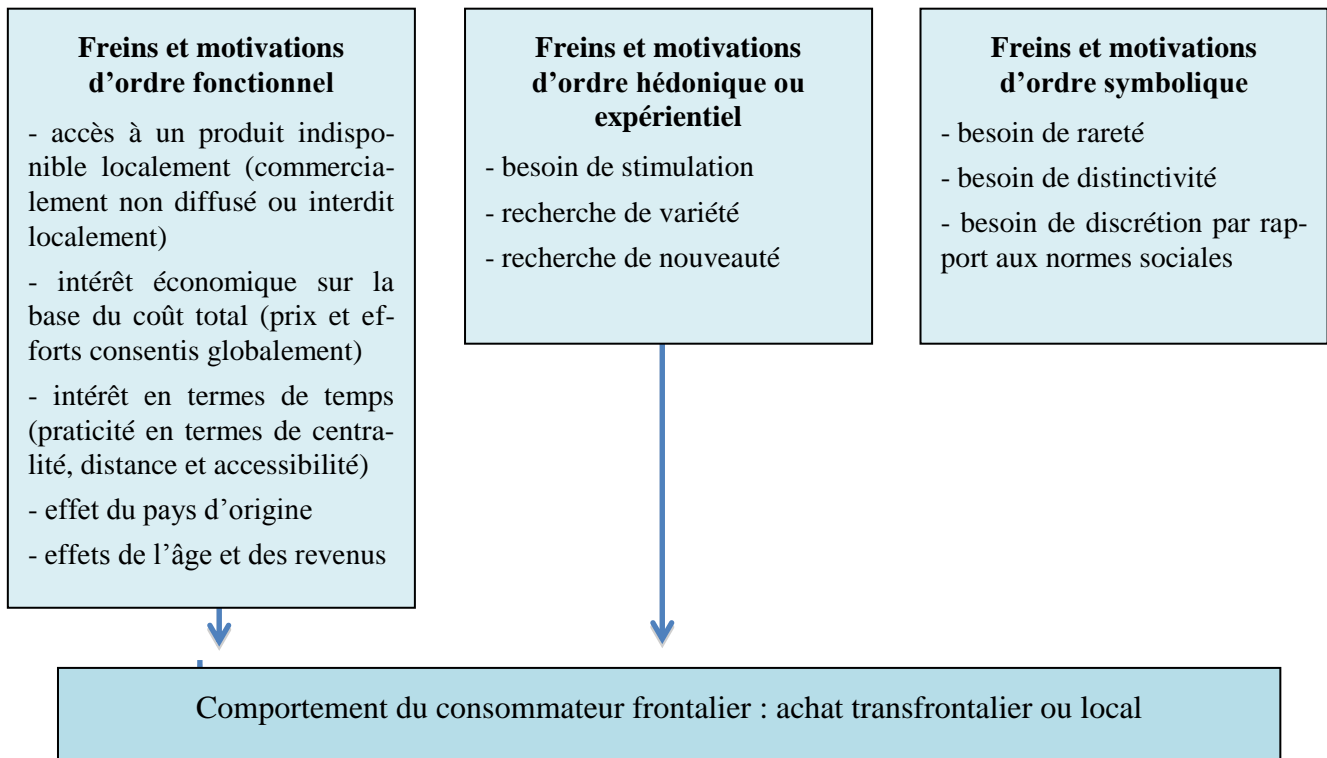 Freins et motivations
d’ordre fonctionnel
- accès à un produit indispo-
nible localement (commercia-
lement non diffusé ou interdit
localement)
- intérêt économique sur la
base du coût total (prix et ef-
forts consentis globalement)
- intérêt en termes de temps
(praticité en termes de centra-
lité, distance et accessibilité)
- effet du pays d’origine
- effets de l’âge et des revenus
Freins et motivations
d’ordre hédonique ou
expérientiel
- besoin de stimulation
- recherche de variété
- recherche de nouveauté
Freins et motivations
d’ordre symbolique
- besoin de rareté
- besoin de distinctivité
- besoin de discrétion par rap-
port aux normes sociales
Comportement du consommateur frontalier : achat transfrontalier ou local